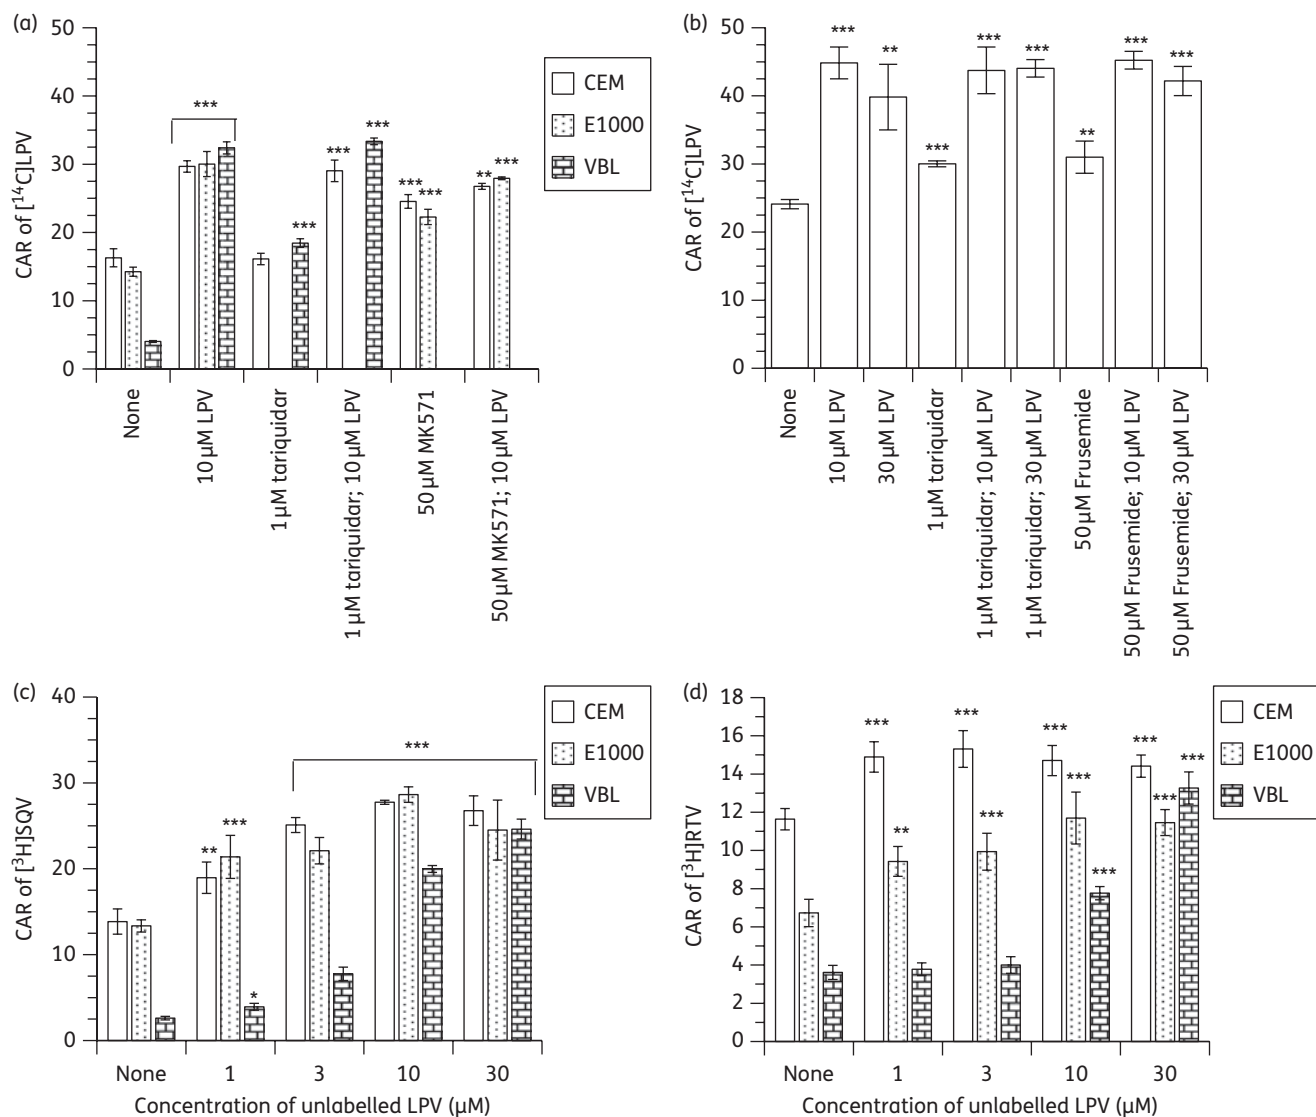 (a)
50
40
30
20
10
0
CAR of [¹⁴C]LPV
***
***
***
***
***
***
**
***
CEM
E1000
VBL
None
10 µM LPV
1 µM tariquidar
1 µM tariquidar; 10 µM LPV
50 µM MK571
50 µM MK571; 10 µM LPV
(b)
50
40
30
20
10
0
CAR of [¹⁴C]LPV
***
**
***
***
***
**
***
***
None
10 µM LPV
30 µM LPV
1 µM tariquidar
1 µM tariquidar; 10 µM LPV
1 µM tariquidar; 30 µM LPV
50 µM Frusemide
50 µM Frusemide; 10 µM LPV
50 µM Frusemide; 30 µM LPV
(c)
40
30
20
10
0
CAR of [³H]SQV
**
***
*
***
CEM
E1000
VBL
None 1 3 10 30
Concentration of unlabelled LPV (µM)
(d)
18
16
14
12
10
8
6
4
2
0
CAR of [³H]RTV
***
**
***
***
***
***
***
***
***
***
CEM
E1000
VBL
None 1 3 10 30
Concentration of unlabelled LPV (µM)